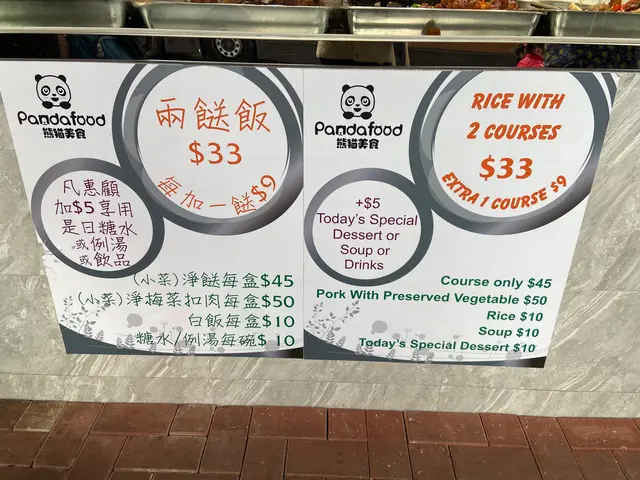 Pandafood
熊猫美食
兩餸飯
$33
每加一餸$9
凡惠顧
加$5享用
是日糖水
或例湯
或飲品
(小菜)淨餸每盒$45
(小菜)淨梅菜扣肉每盒$50
白飯每盒$10
糖水/例湯每碗$10
Pandafood
熊猫美食
RICE WITH
2 COURSES
$33
EXTRA 1 COURSE $9
+$5
Today's Special
Dessert or
Soup or
Drinks
Course only $45
Pork With Preserved Vegetable $50
Rice $10
Soup $10
Today's Special Dessert $10